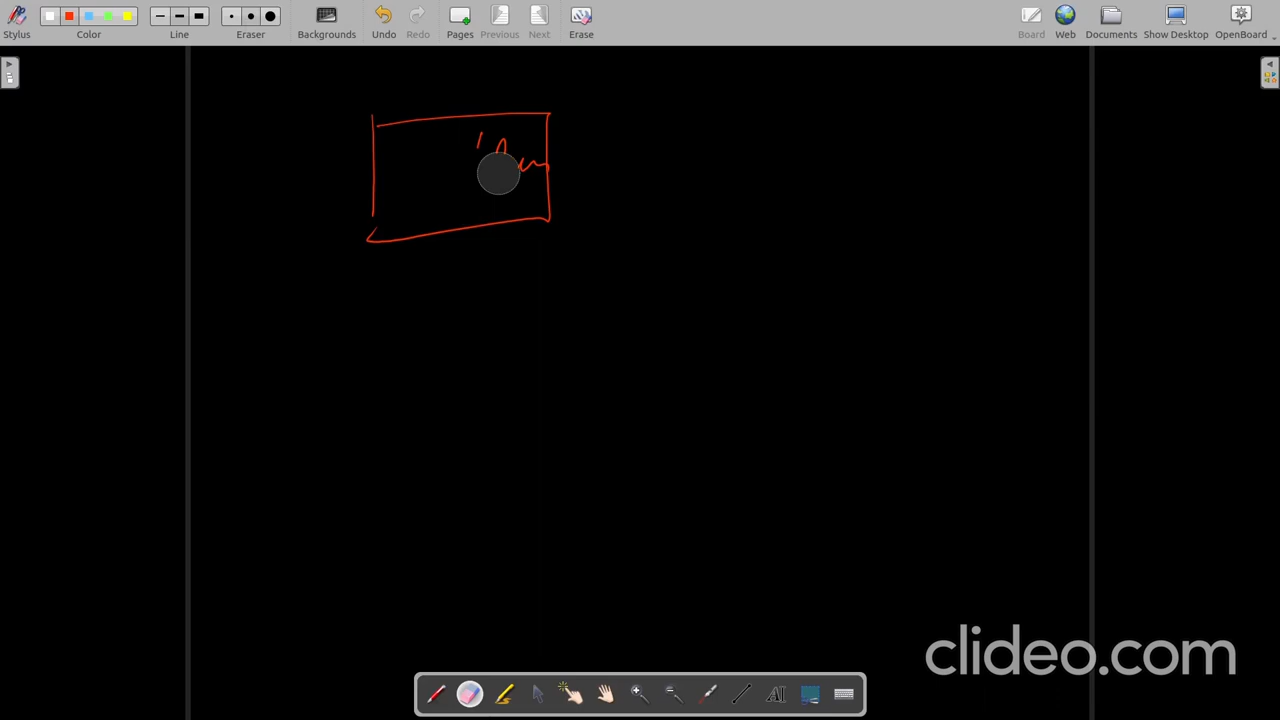 Stylus
Color
Line
Eraser
Backgrounds
Undo
Redo
Pages
Previous
Next
Erase
Board
Web
Documents
Show Desktop
OpenBoard
AI
clideo.com